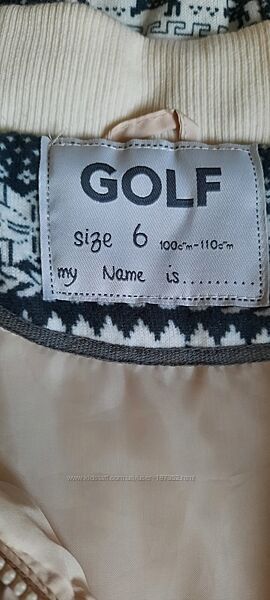 GOLF
size 6 100cm-110cm
my Name is..........